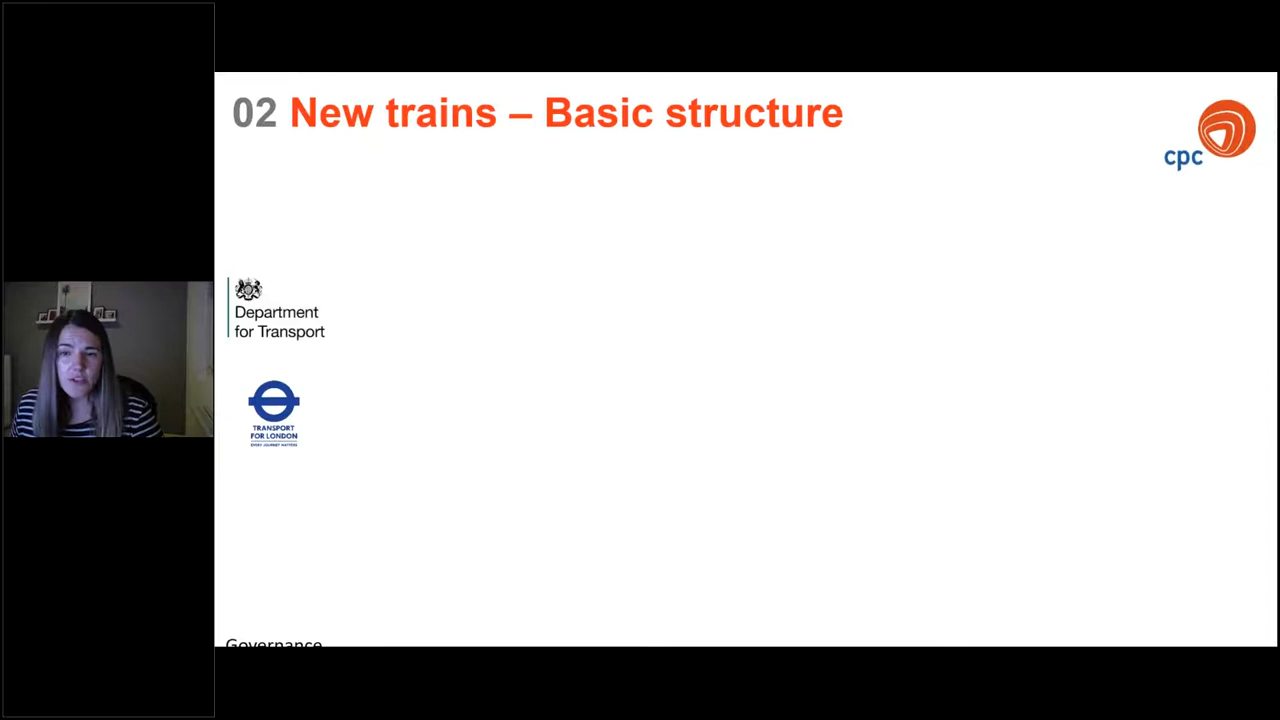 02 New trains – Basic structure
cpc
Department
for Transport
TRANSPORT
FOR LONDON
EVERY JOURNEY MATTERS
Governance